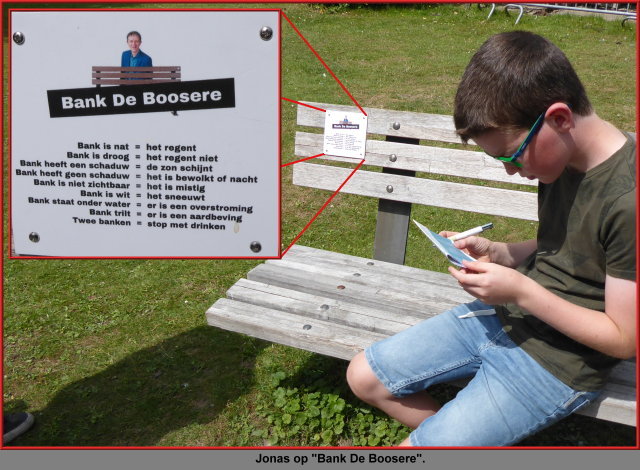 Bank De Boosere
Bank is nat = het regent
Bank is droog = het regent niet
Bank heeft een schaduw = de zon schijnt
Bank heeft geen schaduw = het is bewolkt of nacht
Bank is niet zichtbaar = het is mistig
Bank is wit = het sneeuwt
Bank staat onder water = er is een overstroming
Bank trilt = er is een aardbeving
Twee banken = stop met drinken
Jonas op "Bank De Boosere".